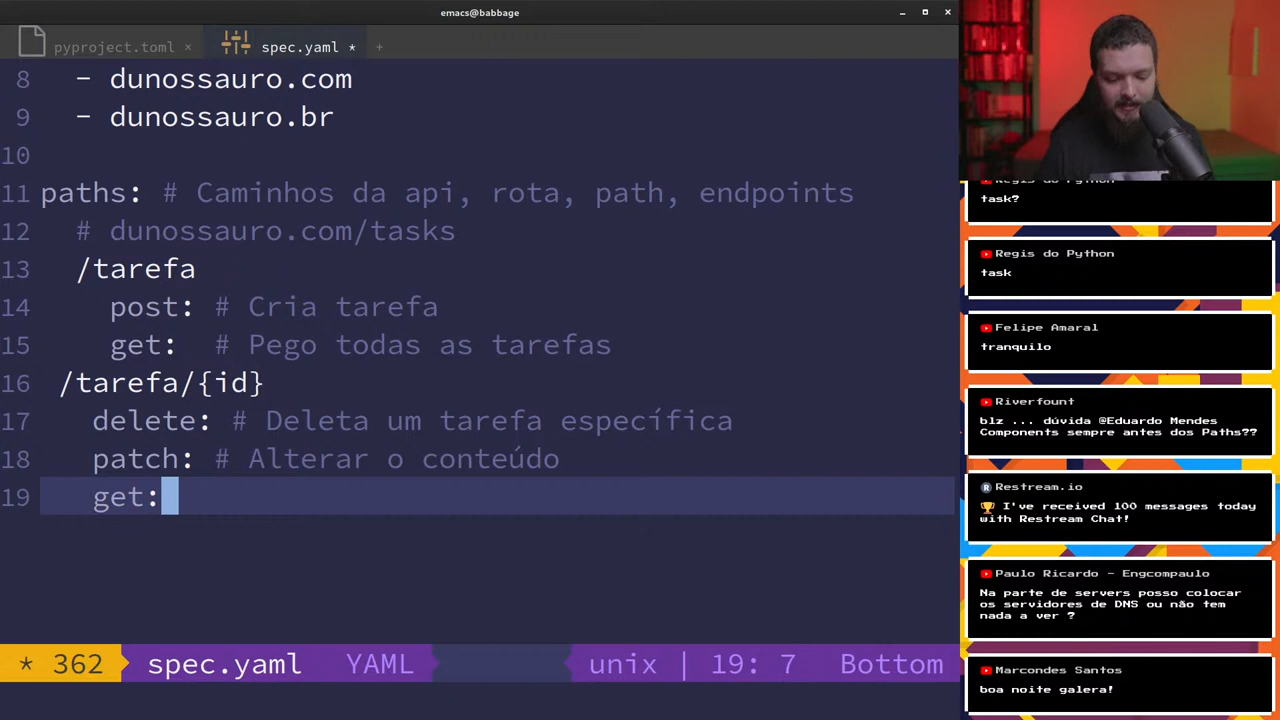 emacs@babbage
pyproject.toml × spec.yaml * +
8 - dunossauro.com
9 - dunossauro.br
10
11 paths: # Caminhos da api, rota, path, endpoints
12 # dunossauro.com/tasks
13 /tarefa
14 post: # Cria tarefa
15 get: # Pego todas as tarefas
16 /tarefa/{id}
17 delete: # Deleta um tarefa específica
18 patch: # Alterar o conteúdo
19 get:
* 362 spec.yaml YAML unix | 19: 7 Bottom
Regis do Python
task?
Regis do Python
task
Felipe Amaral
tranquilo
Riverfount
blz ... dúvida @Eduardo Mendes
Components sempre antes dos Paths??
Restream.io
🏆 I've received 100 messages today
with Restream Chat!
Paulo Ricardo - Engcompaulo
Na parte de servers posso colocar
os servidores de DNS ou não tem
nada a ver ?
Marcondes Santos
boa noite galera!